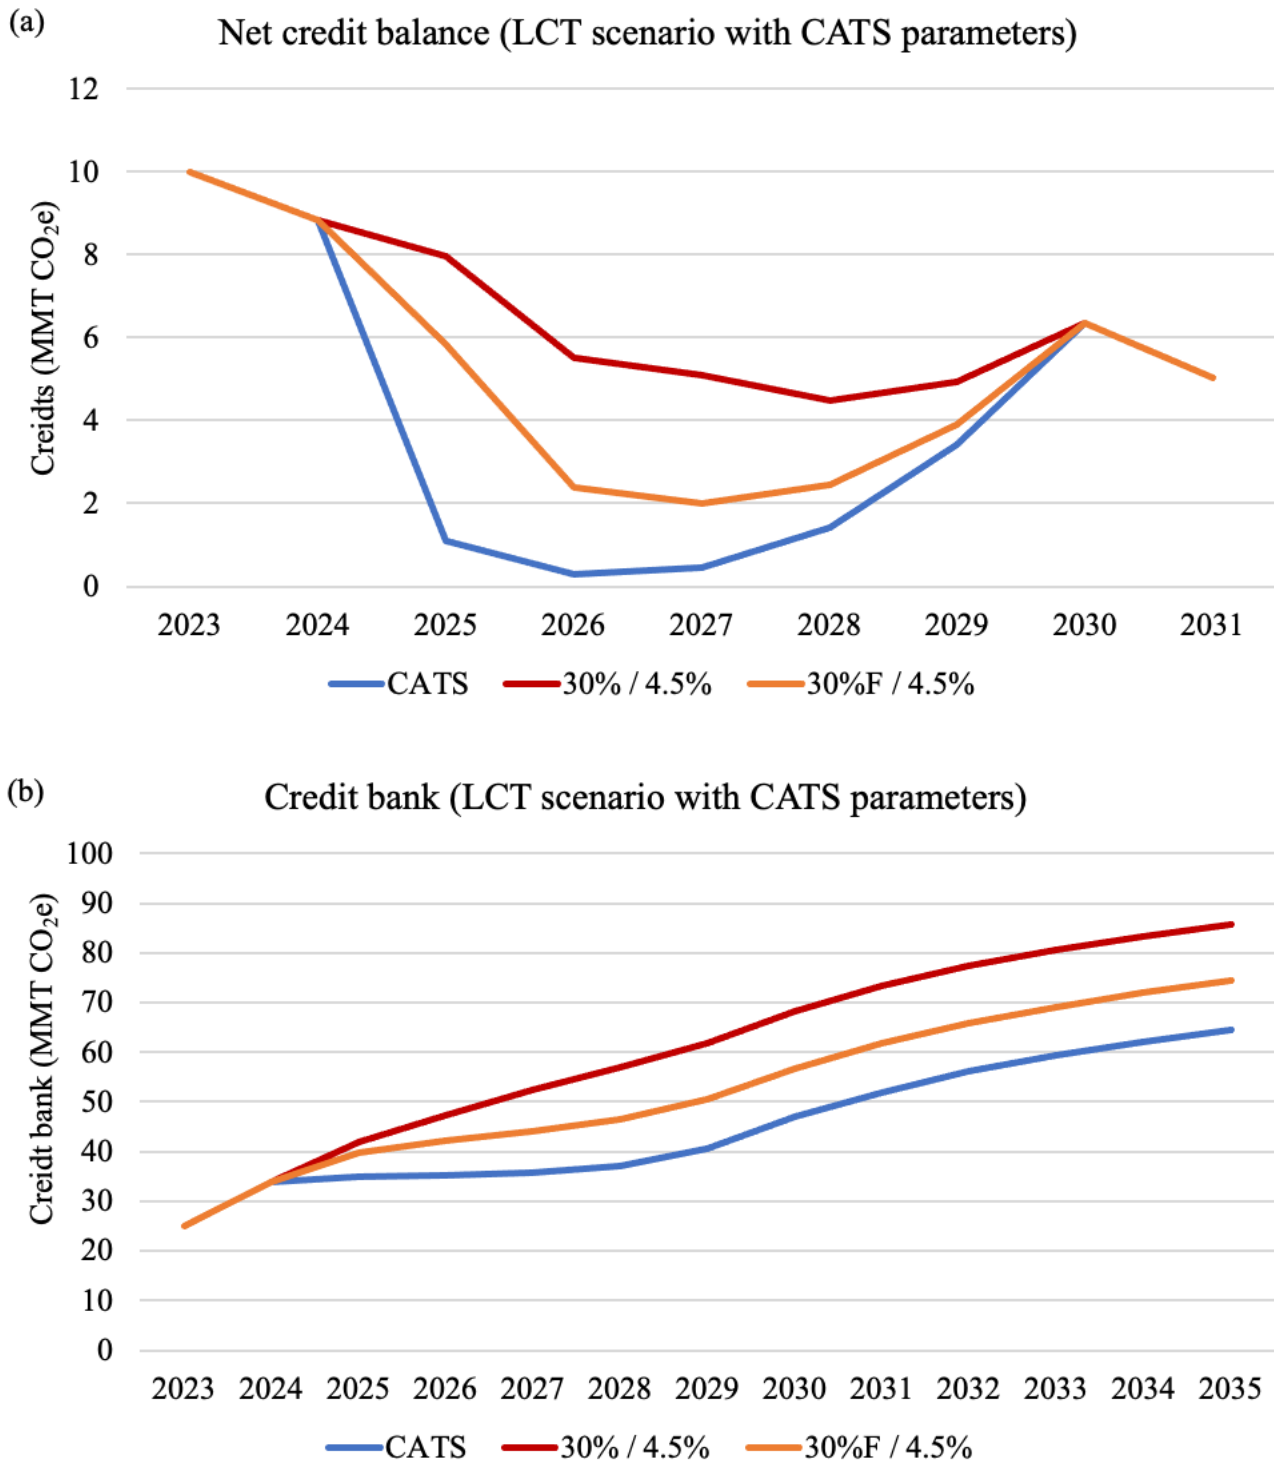 (a)
Net credit balance (LCT scenario with CATS parameters)
Creidts (MMT CO₂e)
12
10
8
6
4
2
0
2023 2024 2025 2026 2027 2028 2029 2030 2031
CATS 30% / 4.5% 30%F / 4.5%
(b)
Credit bank (LCT scenario with CATS parameters)
Creidt bank (MMT CO₂e)
100
90
80
70
60
50
40
30
20
10
0
2023 2024 2025 2026 2027 2028 2029 2030 2031 2032 2033 2034 2035
CATS 30% / 4.5% 30%F / 4.5%